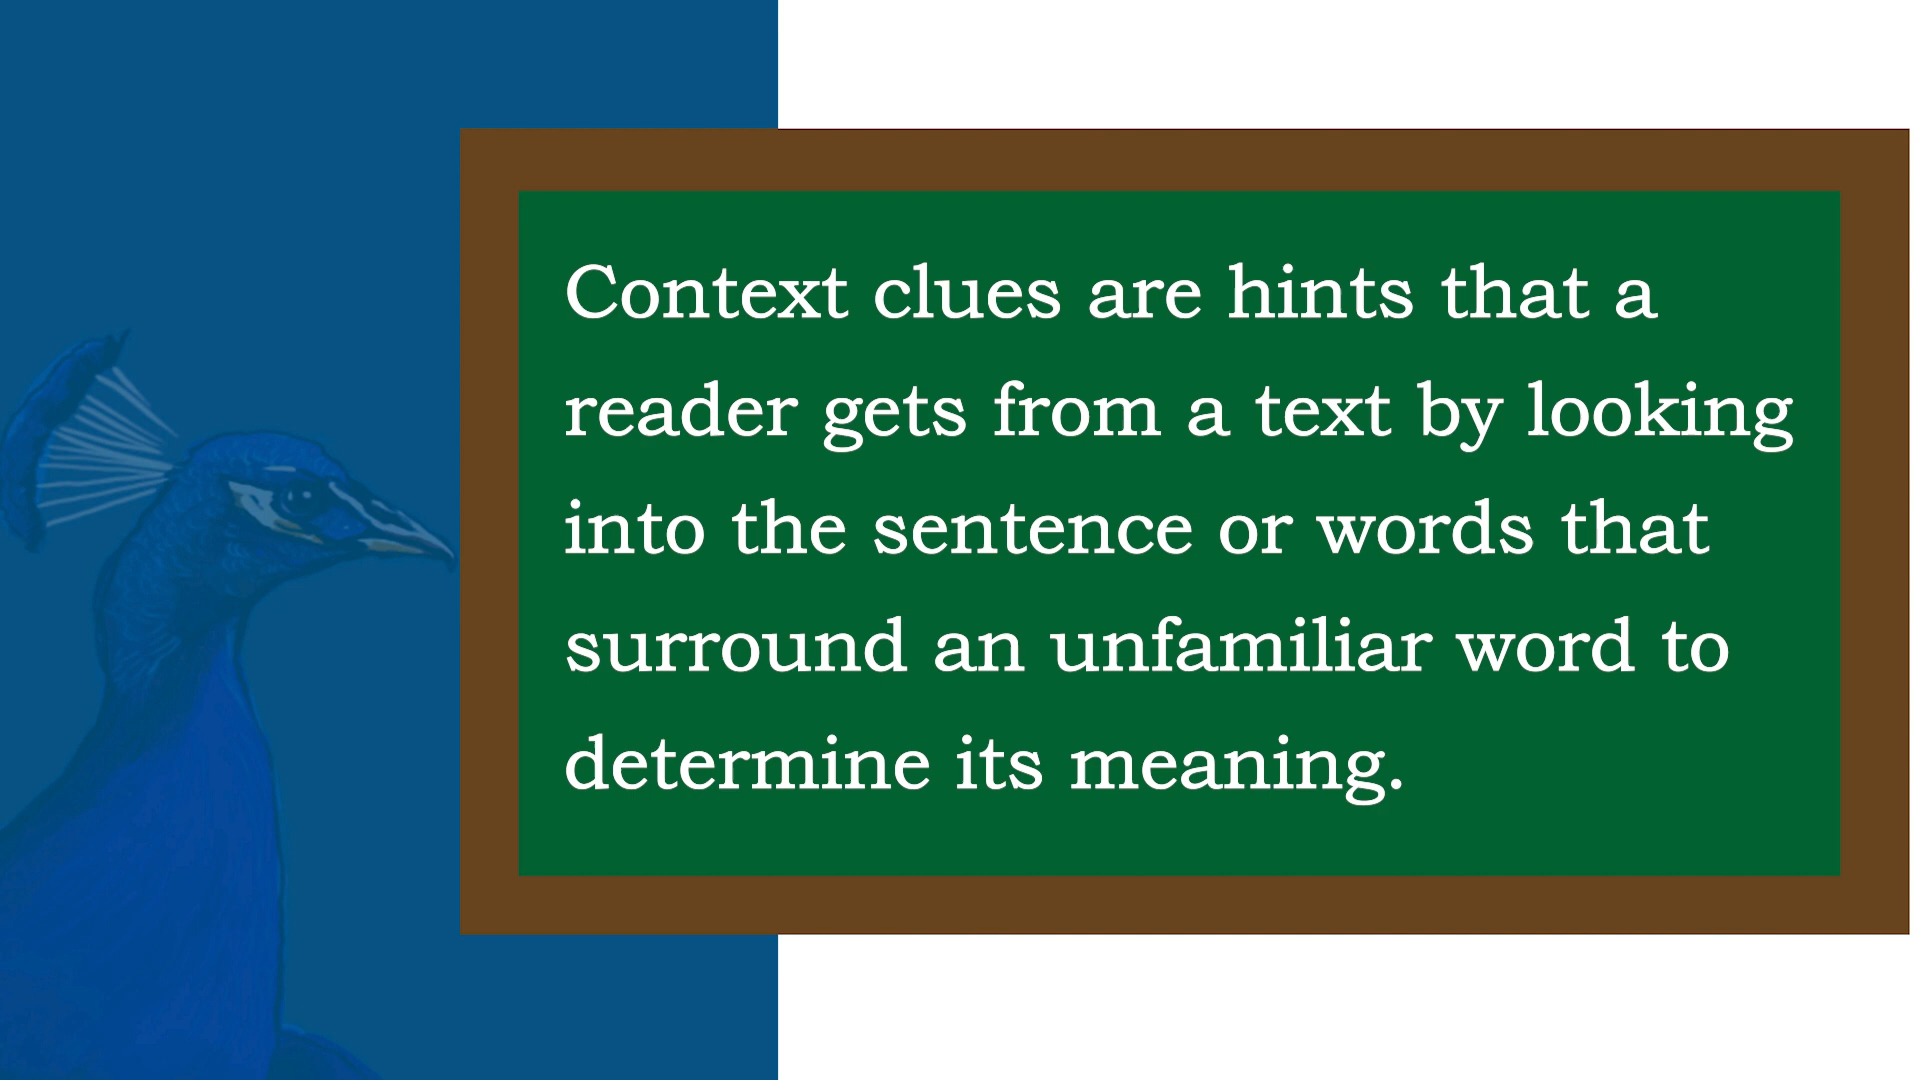 Context clues are hints that a
reader gets from a text by looking
into the sentence or words that
surround an unfamiliar word to
determine its meaning.